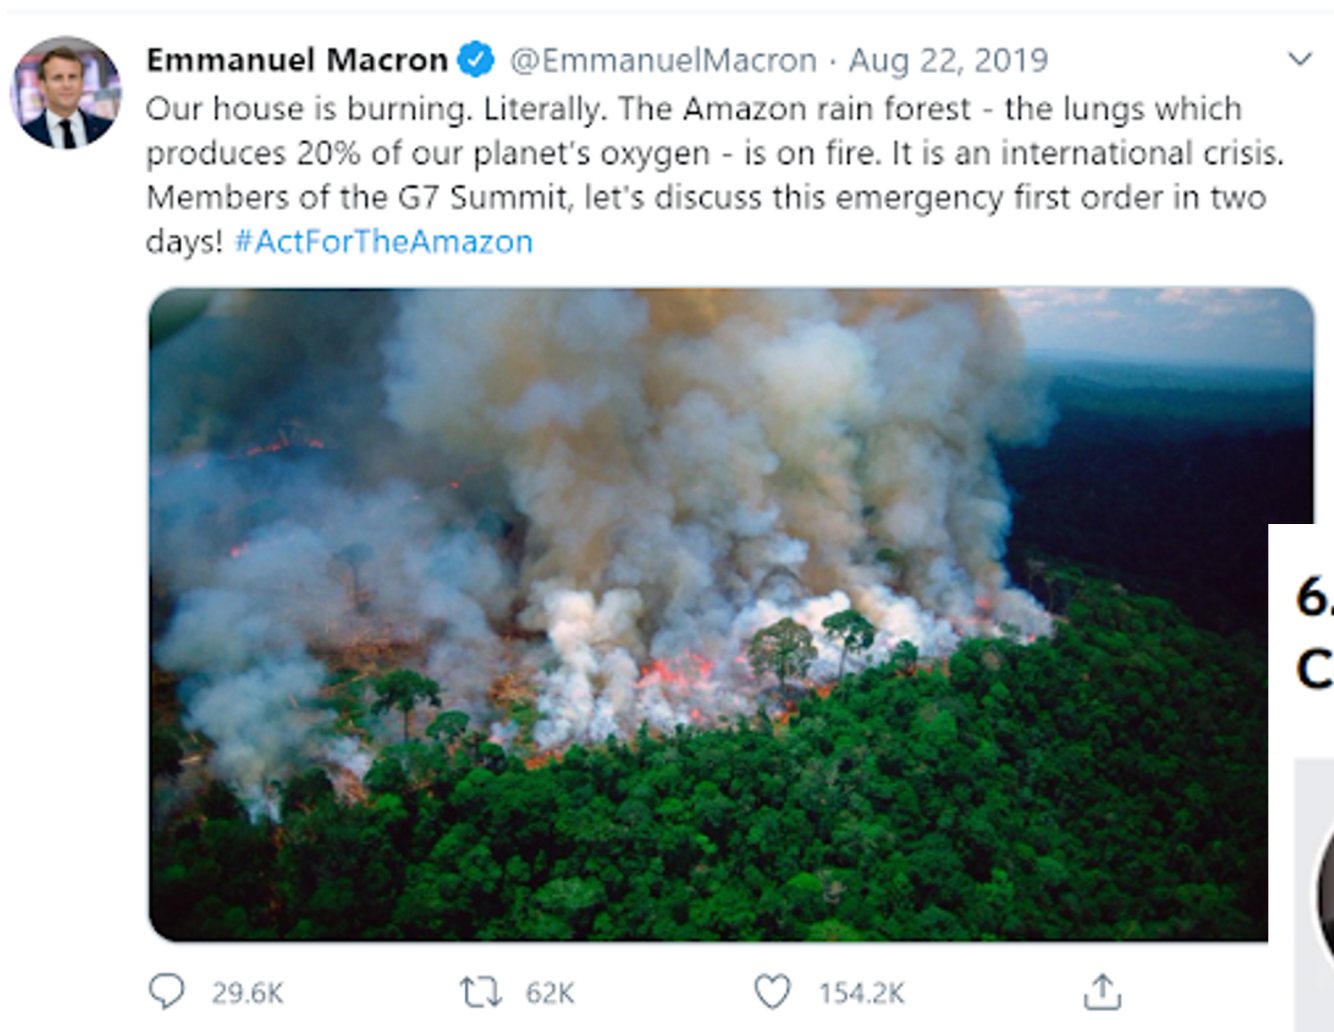 Emmanuel Macron @EmmanuelMacron · Aug 22, 2019
Our house is burning. Literally. The Amazon rain forest - the lungs which
produces 20% of our planet's oxygen - is on fire. It is an international crisis.
Members of the G7 Summit, let's discuss this emergency first order in two
days! #ActForTheAmazon
6.
C
29.6K 62K 154.2K